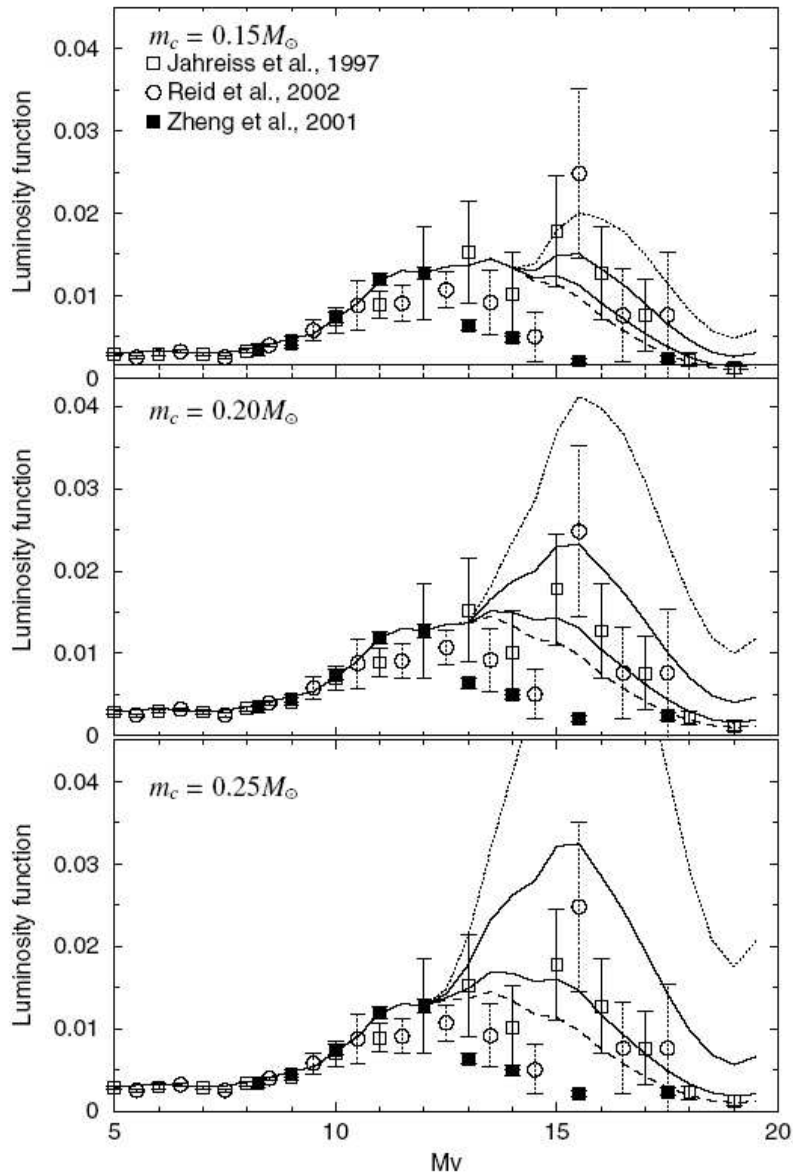 0.04
0.03
0.02
0.01
0
Luminosity function
m_c = 0.15M_⊙
Jahreiss et al., 1997
Reid et al., 2002
Zheng et al., 2001
0.04
0.03
0.02
0.01
0
Luminosity function
m_c = 0.20M_⊙
0.04
0.03
0.02
0.01
0
Luminosity function
m_c = 0.25M_⊙
5
10
15
20
Mv